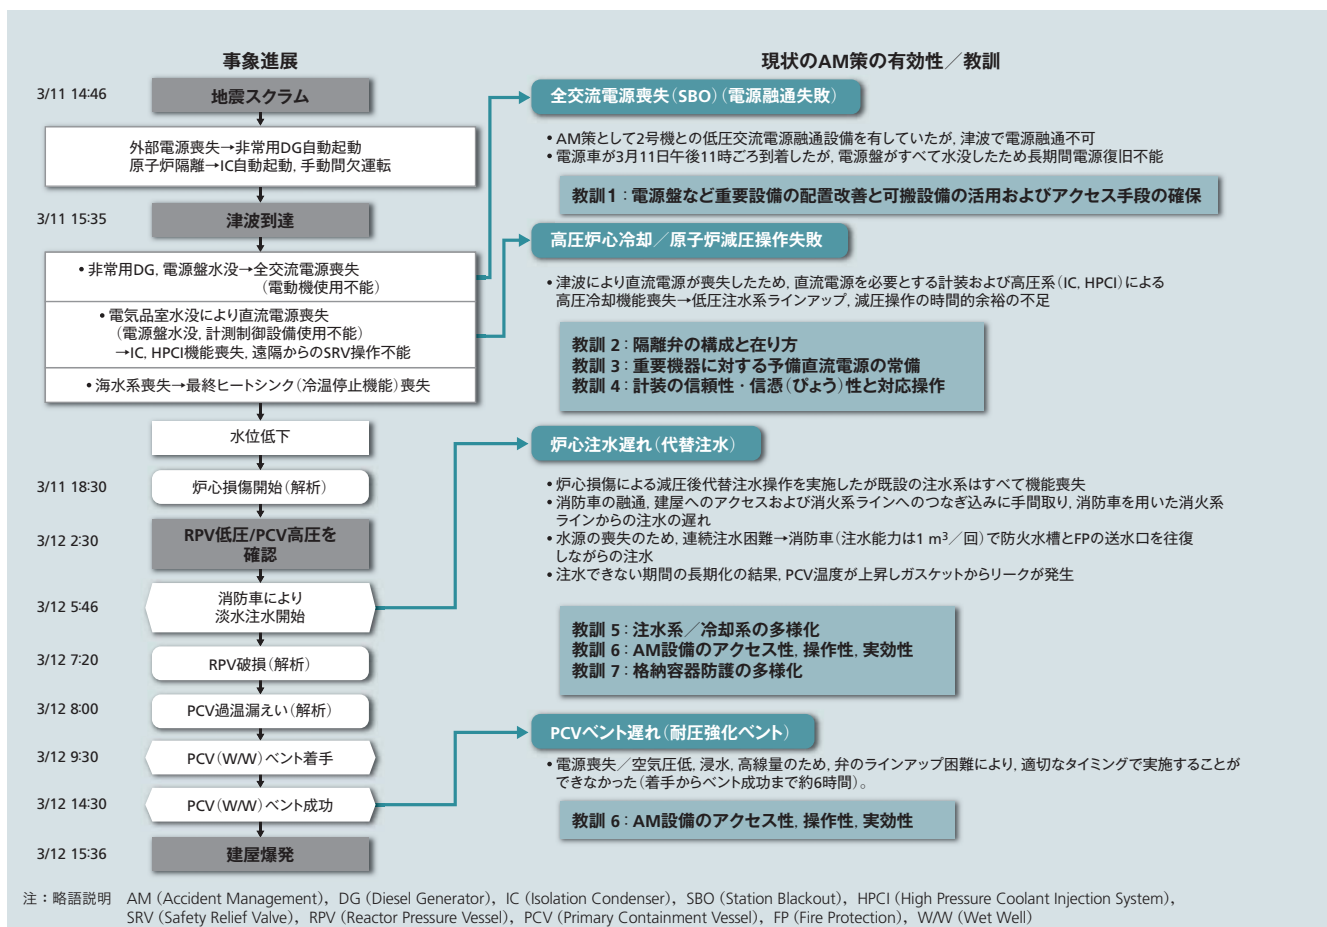 事象進展
現状のAM策の有効性／教訓
3/11 14:46
地震スクラム
外部電源喪失→非常用DG自動起動
原子炉隔離→IC自動起動, 手動間欠運転
3/11 15:35
津波到達
• 非常用DG, 電源盤水没→全交流電源喪失
(電動機使用不能)
• 電気品室水没により直流電源喪失
(電源盤水没, 計測制御設備使用不能)
→IC, HPCI機能喪失, 遠隔からのSRV操作不能
• 海水系喪失→最終ヒートシンク(冷温停止機能)喪失
水位低下
3/11 18:30
炉心損傷開始(解析)
3/12 2:30
RPV低圧/PCV高圧を
確認
3/12 5:46
消防車により
淡水注水開始
3/12 7:20
RPV破損(解析)
3/12 8:00
PCV過温漏えい(解析)
3/12 9:30
PCV(W/W)ベント着手
3/12 14:30
PCV(W/W)ベント成功
3/12 15:36
建屋爆発
全交流電源喪失(SBO)(電源融通失敗)
• AM策として2号機との低圧交流電源融通設備を有していたが, 津波で電源融通不可
• 電源車が3月11日午後11時ごろ到着したが, 電源盤がすべて水没したため長期間電源復旧不能
教訓1：電源盤など重要設備の配置改善と可搬設備の活用およびアクセス手段の確保
高圧炉心冷却／原子炉減圧操作失敗
• 津波により直流電源が喪失したため, 直流電源を必要とする計装および高圧系(IC, HPCI)による
高圧冷却機能喪失→低圧注水系ラインアップ, 減圧操作の時間的余裕の不足
教訓 2：隔離弁の構成と在り方
教訓 3：重要機器に対する予備直流電源の常備
教訓 4：計装の信頼性・信憑(ぴょう)性と対応操作
炉心注水遅れ(代替注水)
• 炉心損傷による減圧後代替注水操作を実施したが既設の注水系はすべて機能喪失
• 消防車の融通, 建屋へのアクセスおよび消火系ラインへのつなぎ込みに手間取り, 消防車を用いた消火系
ラインからの注水の遅れ
• 水源の喪失のため, 連続注水困難→消防車(注水能力は1 m³／回)で防火水槽とFPの送水口を往復
しながらの注水
• 注水できない期間の長期化の結果, PCV温度が上昇しガスケットからリークが発生
教訓 5：注水系／冷却系の多様化
教訓 6：AM設備のアクセス性, 操作性, 実効性
教訓 7：格納容器防護の多様化
PCVベント遅れ(耐圧強化ベント)
• 電源喪失／空気圧低, 浸水, 高線量のため, 弁のラインアップ困難により, 適切なタイミングで実施することが
できなかった(着手からベント成功まで約6時間)。
教訓 6：AM設備のアクセス性, 操作性, 実効性
注：略語説明 AM (Accident Management), DG (Diesel Generator), IC (Isolation Condenser), SBO (Station Blackout), HPCI (High Pressure Coolant Injection System),
SRV (Safety Relief Valve), RPV (Reactor Pressure Vessel), PCV (Primary Containment Vessel), FP (Fire Protection), W/W (Wet Well)